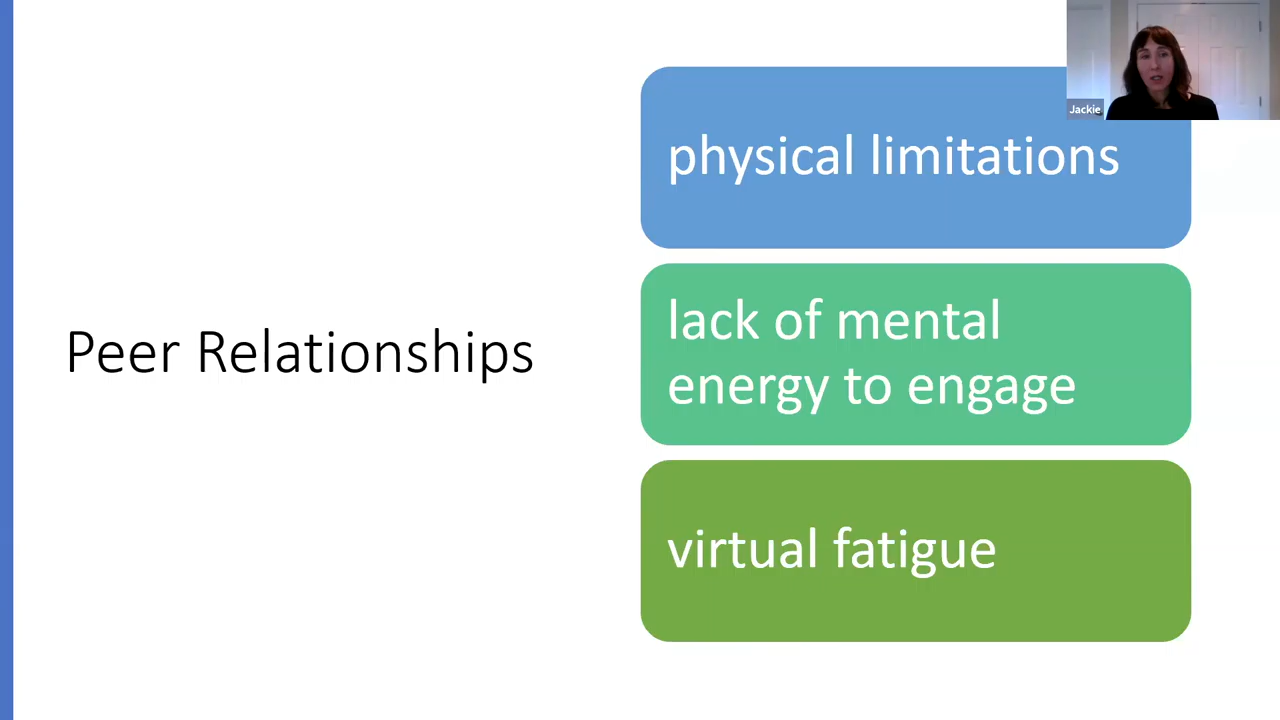 Peer Relationships
physical limitations
lack of mental
energy to engage
virtual fatigue
Jackie